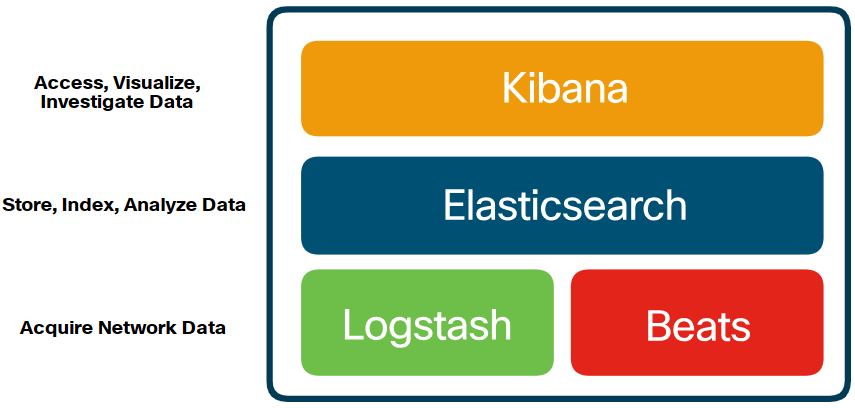 Access, Visualize,
Investigate Data
Kibana
Store, Index, Analyze Data
Elasticsearch
Acquire Network Data
Logstash
Beats